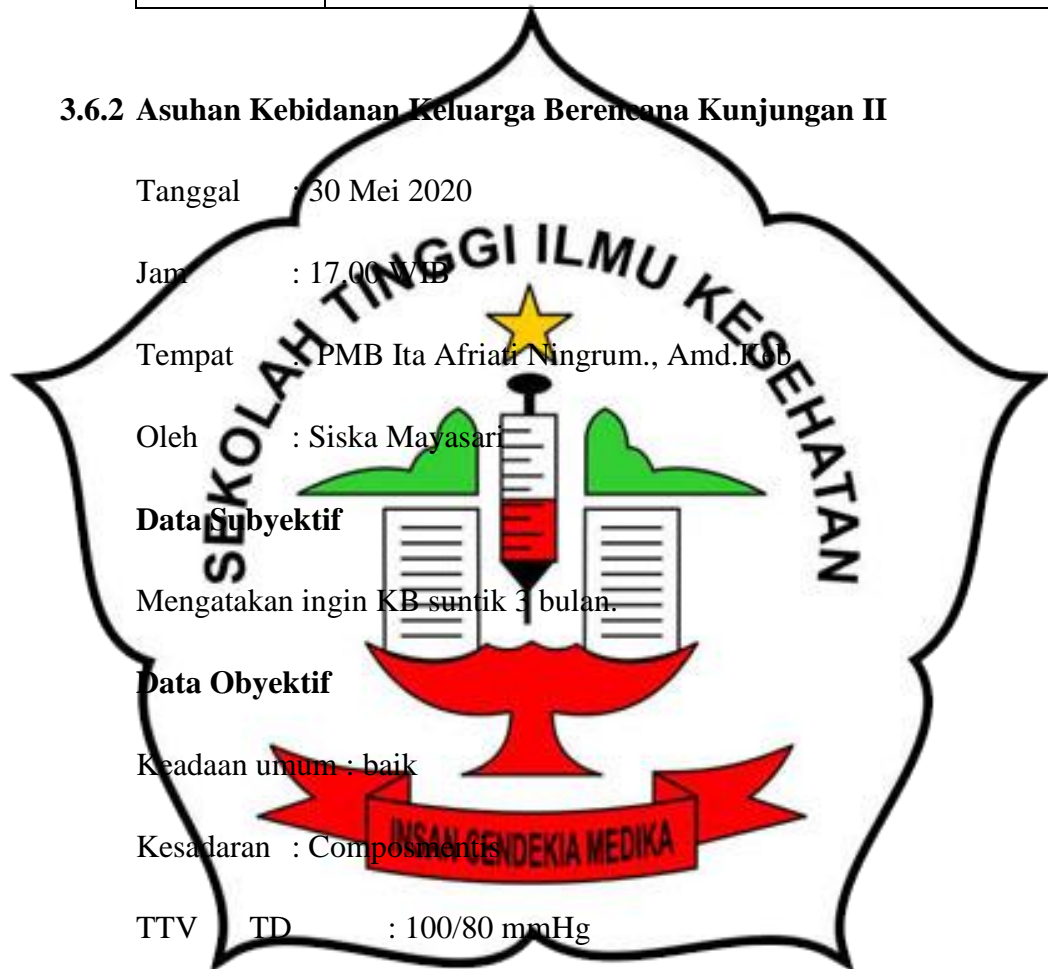 3.6.2 Asuhan Kebidanan Keluarga Berencana Kunjungan II
Tanggal : 30 Mei 2020
Jam : 17.00 WIB
Tempat : PMB Ita Afriati Ningrum., Amd.Keb
Oleh : Siska Mayasari
Data Subyektif
Mengatakan ingin KB suntik 3 bulan.
Data Obyektif
Keadaan umum : baik
Kesadaran : Composmentis
TTV TD : 100/80 mmHg
SEKOLAH TINGGI ILMU KESEHATAN
INSAN CENDEKIA MEDIKA